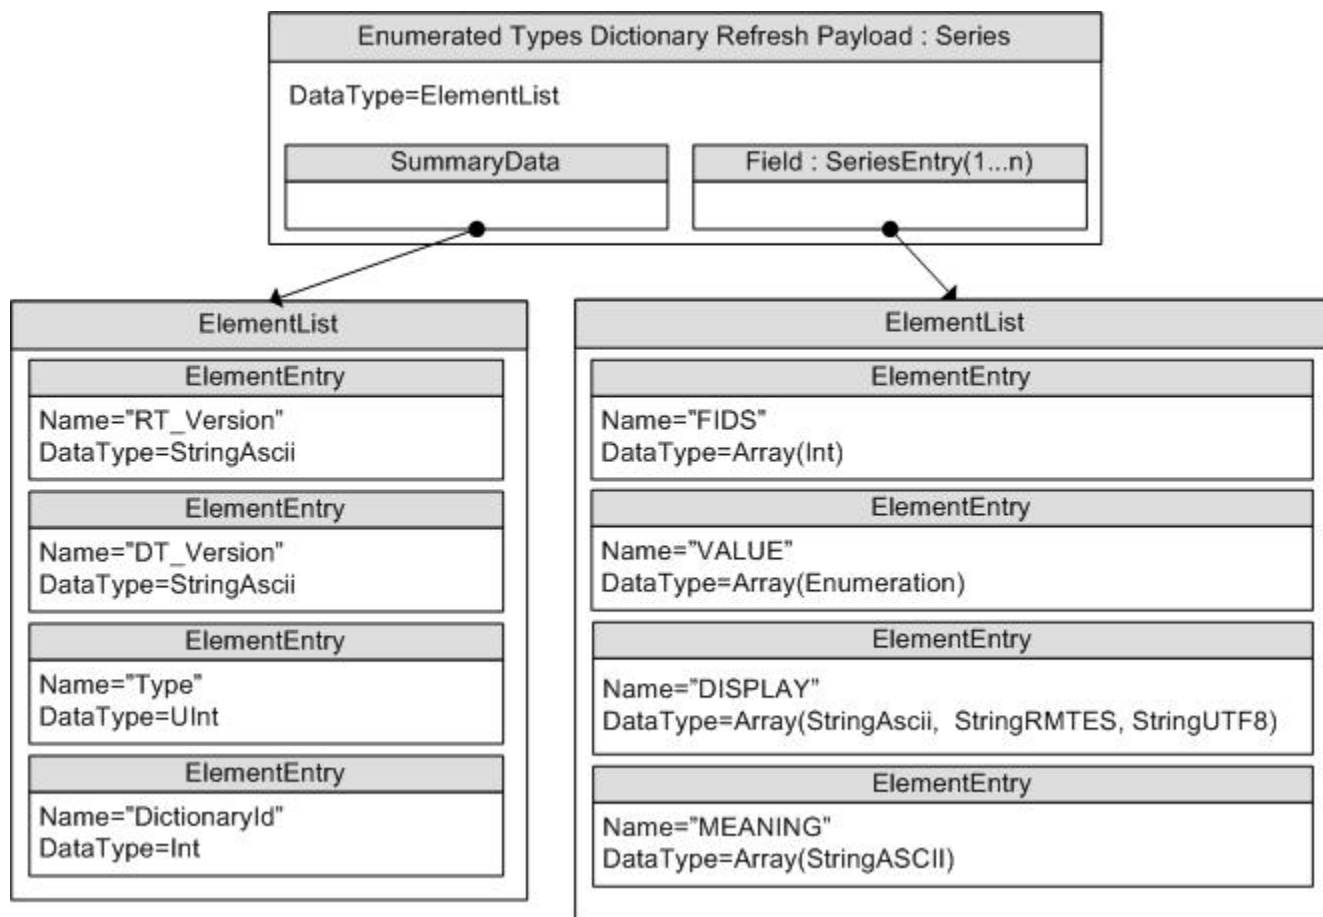 Enumerated Types Dictionary Refresh Payload : Series
DataType=ElementList
SummaryData
Field : SeriesEntry(1...n)
ElementList
ElementEntry
Name="RT_Version"
DataType=StringAscii
ElementEntry
Name="DT_Version"
DataType=StringAscii
ElementEntry
Name="Type"
DataType=UInt
ElementEntry
Name="DictionaryId"
DataType=Int
ElementList
ElementEntry
Name="FIDS"
DataType=Array(Int)
ElementEntry
Name="VALUE"
DataType=Array(Enumeration)
ElementEntry
Name="DISPLAY"
DataType=Array(StringAscii, StringRMTES, StringUTF8)
ElementEntry
Name="MEANING"
DataType=Array(StringASCII)